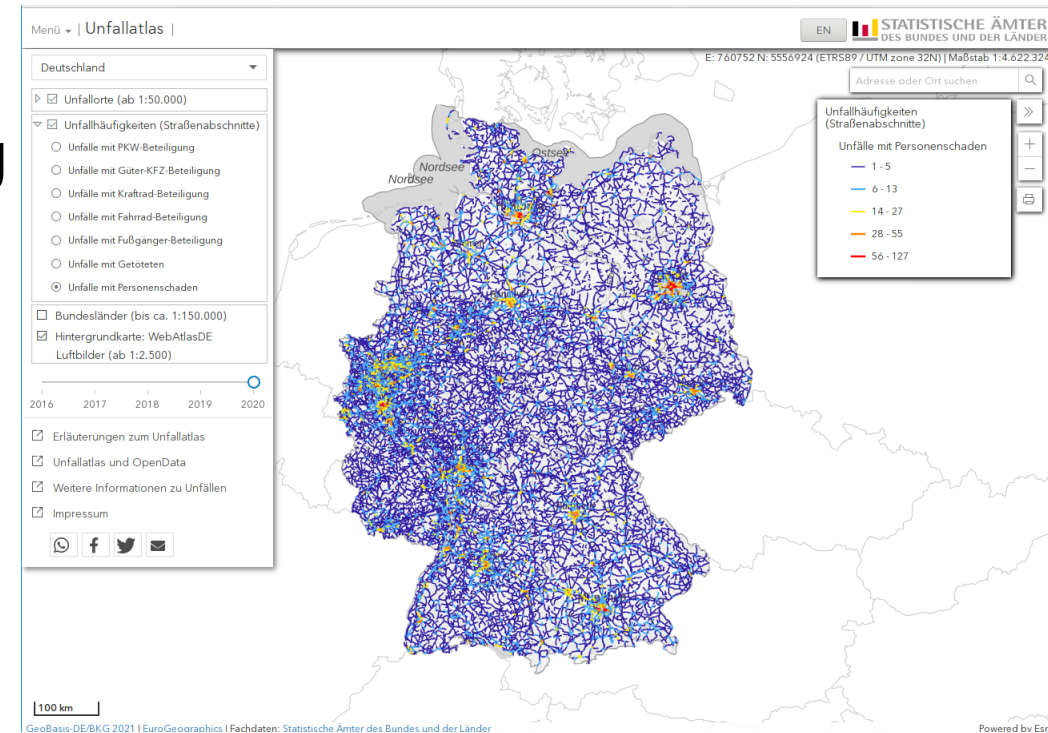 Menü | Unfallatlas |
EN
STATISTISCHE ÄMTER
DES BUNDES UND DER LÄNDER
E: 760752 N: 5556924 (ETRS89 / UTM zone 32N) | Maßstab 1:4.622.324
Deutschland
Adresse oder Ort suchen
Unfallorte (ab 1:50.000)
Unfallhäufigkeiten (Straßenabschnitte)
Unfälle mit PKW-Beteiligung
Unfälle mit Güter-KFZ-Beteiligung
Unfälle mit Kraftrad-Beteiligung
Unfälle mit Fahrrad-Beteiligung
Unfälle mit Fußgänger-Beteiligung
Unfälle mit Getöteten
Unfälle mit Personenschaden
Bundesländer (bis ca. 1:150.000)
Hintergrundkarte: WebAtlasDE
Luftbilder (ab 1:2.500)
2016 2017 2018 2019 2020
Erläuterungen zum Unfallatlas
Unfallatlas und OpenData
Weitere Informationen zu Unfällen
Impressum
Ostsee
Nordsee
Nordsee
Unfallhäufigkeiten
(Straßenabschnitte)
Unfälle mit Personenschaden
1 - 5
6 - 13
14 - 27
28 - 55
56 - 127
100 km
GeoBasis-DE/BKG 2021 | EuroGeographics | Fachdaten: Statistische Ämter des Bundes und der Länder
Powered by Esri